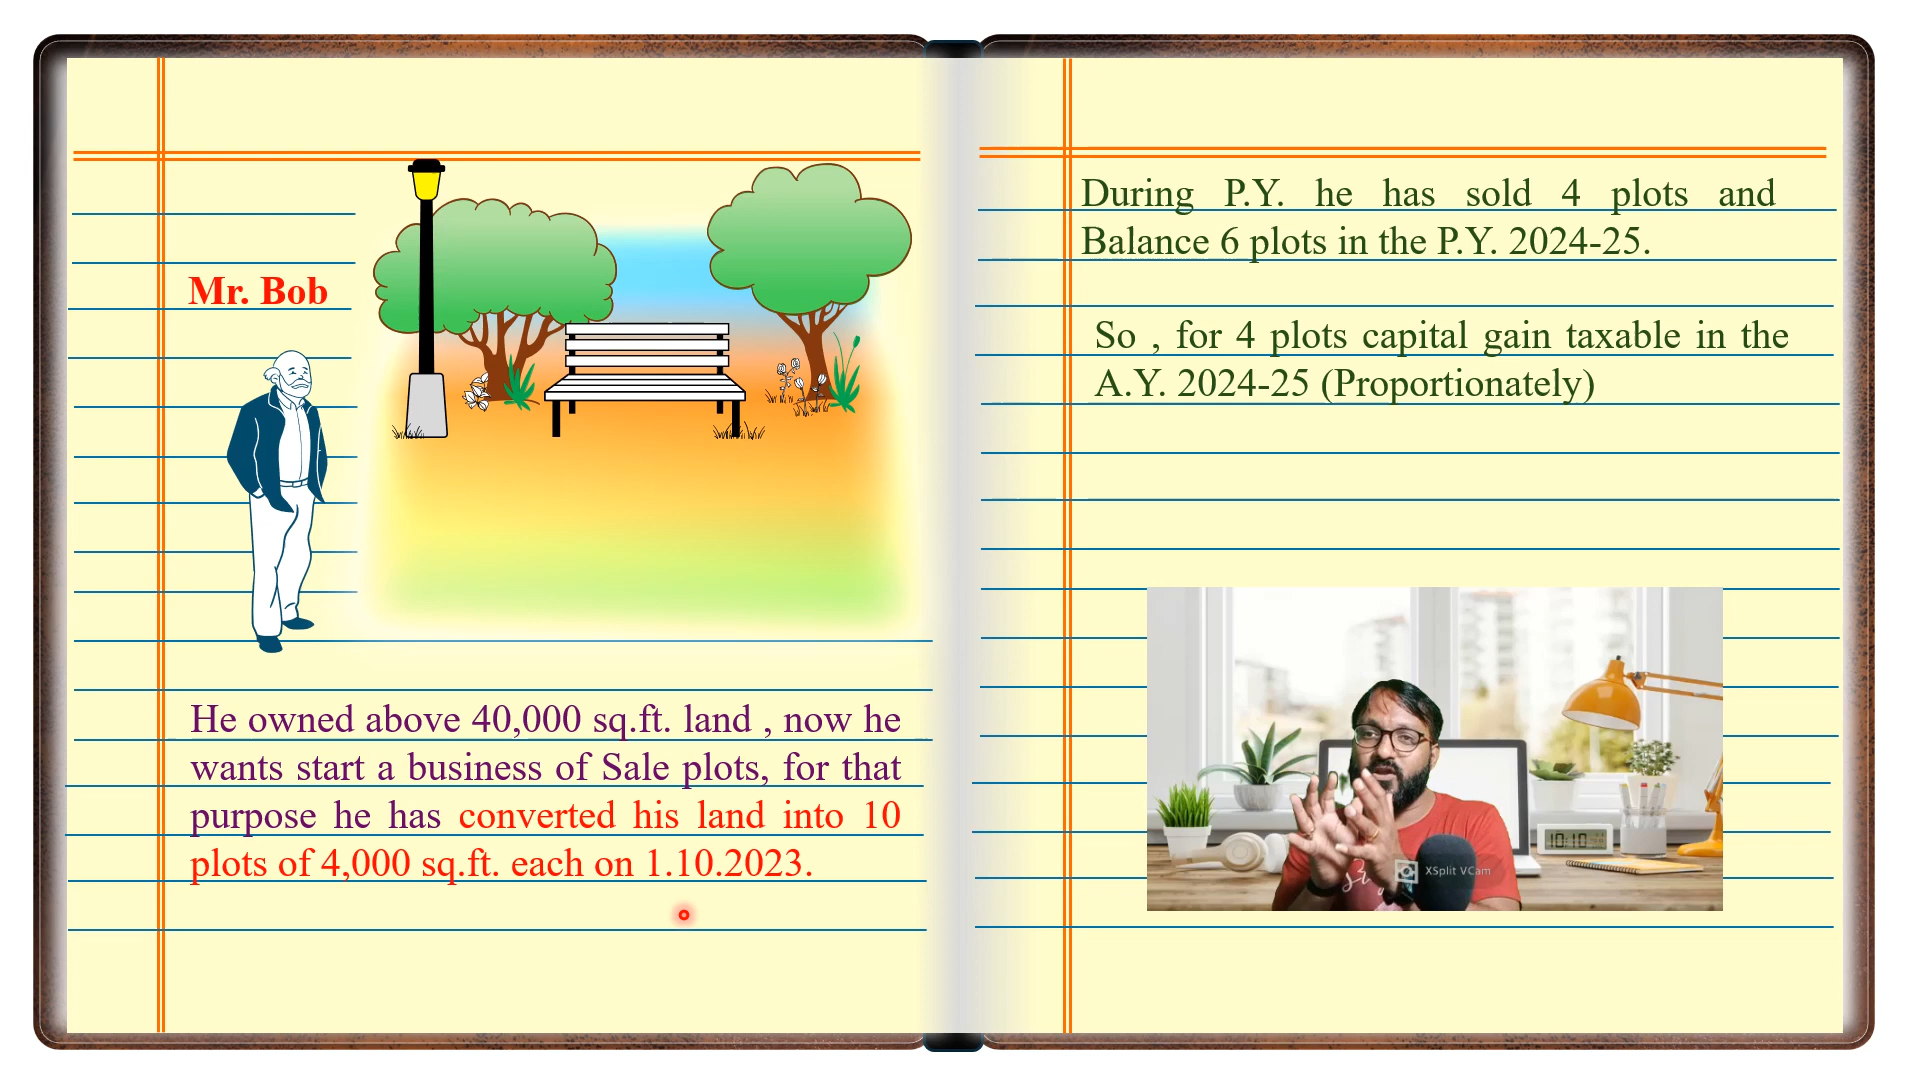 Mr. Bob
He owned above 40,000 sq.ft. land , now he
wants start a business of Sale plots, for that
purpose he has converted his land into 10
plots of 4,000 sq.ft. each on 1.10.2023.
During P.Y. he has sold 4 plots and
Balance 6 plots in the P.Y. 2024-25.
So , for 4 plots capital gain taxable in the
A.Y. 2024-25 (Proportionately)
10:10
XSplit VCam